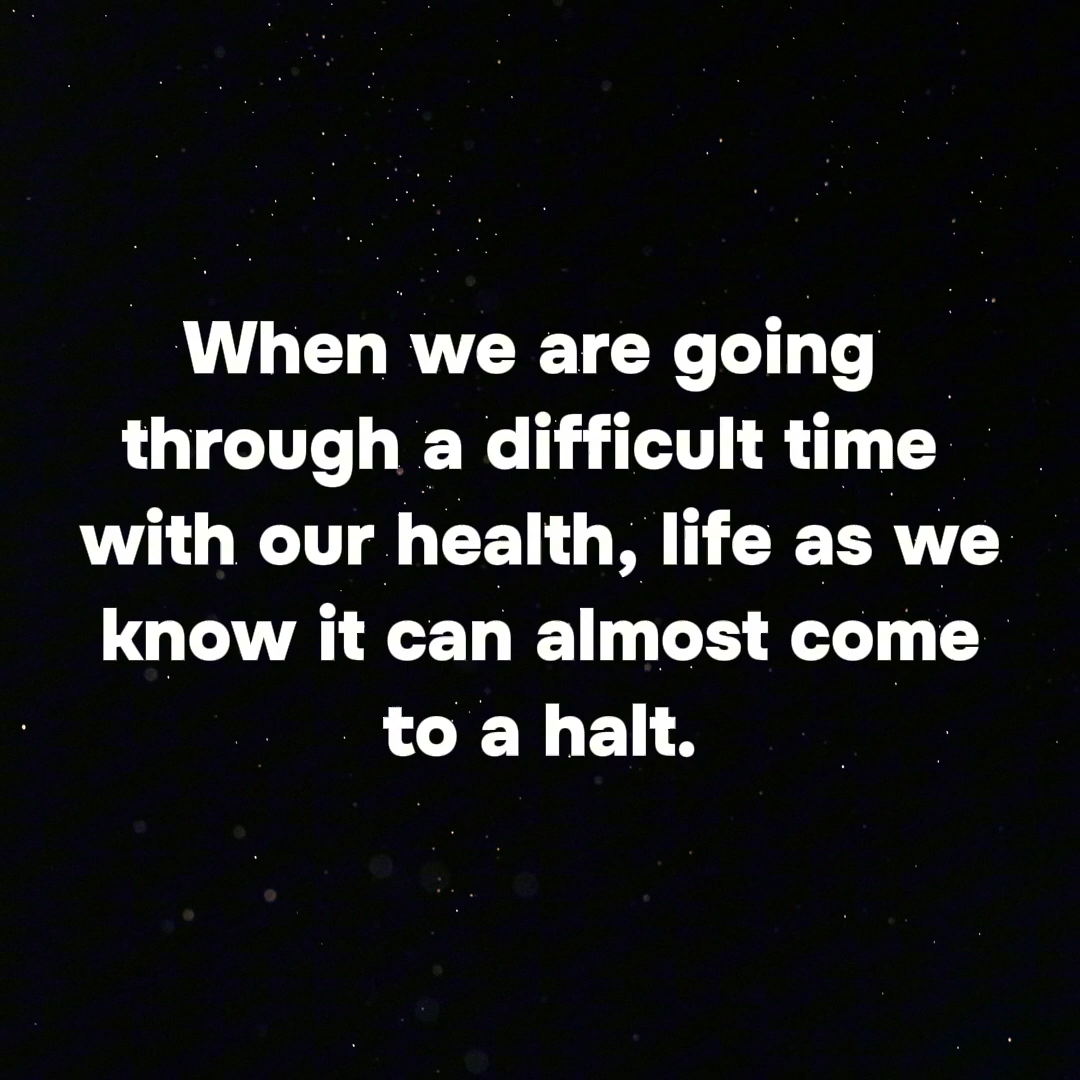 When we are going
through a difficult time
with our health, life as we
know it can almost come
to a halt.